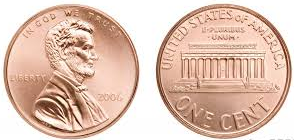 IN GOD WE TRUST
LIBERTY
2006
UNITED STATES OF AMERICA
E·PLURIBUS
·UNUM·
ONE CENT